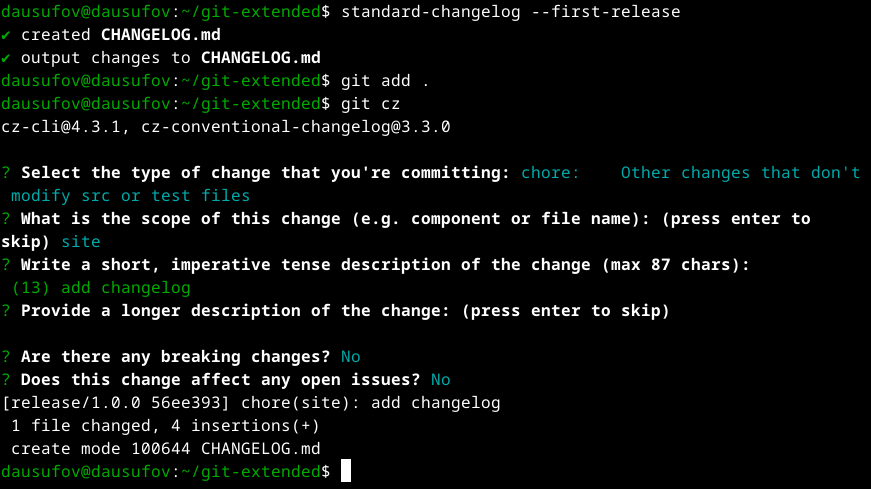 dausufov@dausufov:~/git-extended$ standard-changelog --first-release
✔ created CHANGELOG.md
✔ output changes to CHANGELOG.md
dausufov@dausufov:~/git-extended$ git add .
dausufov@dausufov:~/git-extended$ git cz
cz-cli@4.3.1, cz-conventional-changelog@3.3.0
? Select the type of change that you're committing: chore:    Other changes that don't
 modify src or test files
? What is the scope of this change (e.g. component or file name): (press enter to
skip) site
? Write a short, imperative tense description of the change (max 87 chars):
 (13) add changelog
? Provide a longer description of the change: (press enter to skip)
? Are there any breaking changes? No
? Does this change affect any open issues? No
[release/1.0.0 56ee393] chore(site): add changelog
 1 file changed, 4 insertions(+)
 create mode 100644 CHANGELOG.md
dausufov@dausufov:~/git-extended$